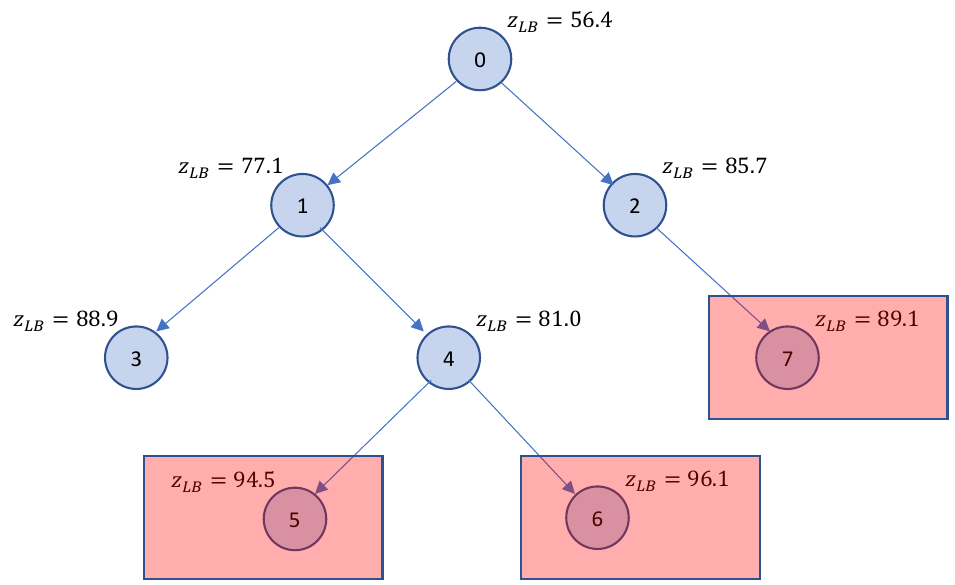 z_LB = 56.4
0
z_LB = 77.1
z_LB = 85.7
1
2
z_LB = 88.9
z_LB = 81.0
z_LB = 89.1
3
4
7
z_LB = 94.5
z_LB = 96.1
5
6